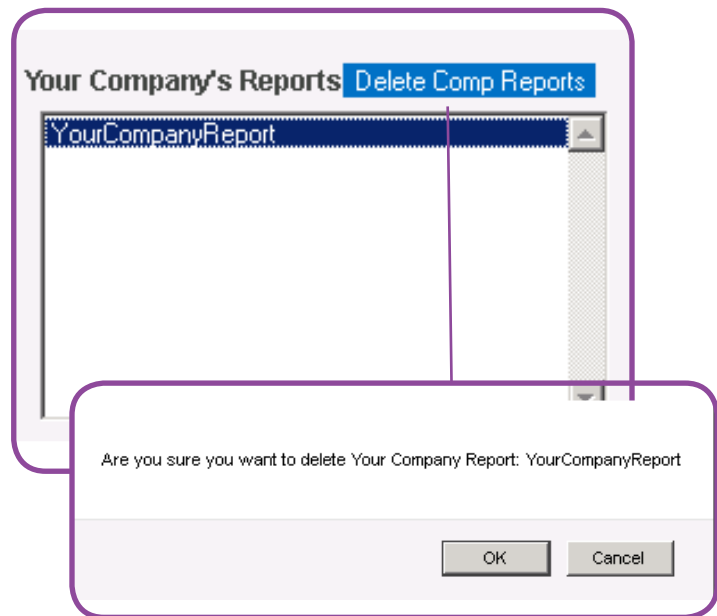 Your Company's Reports Delete Comp Reports
YourCompanyReport
Are you sure you want to delete Your Company Report: YourCompanyReport
OK Cancel